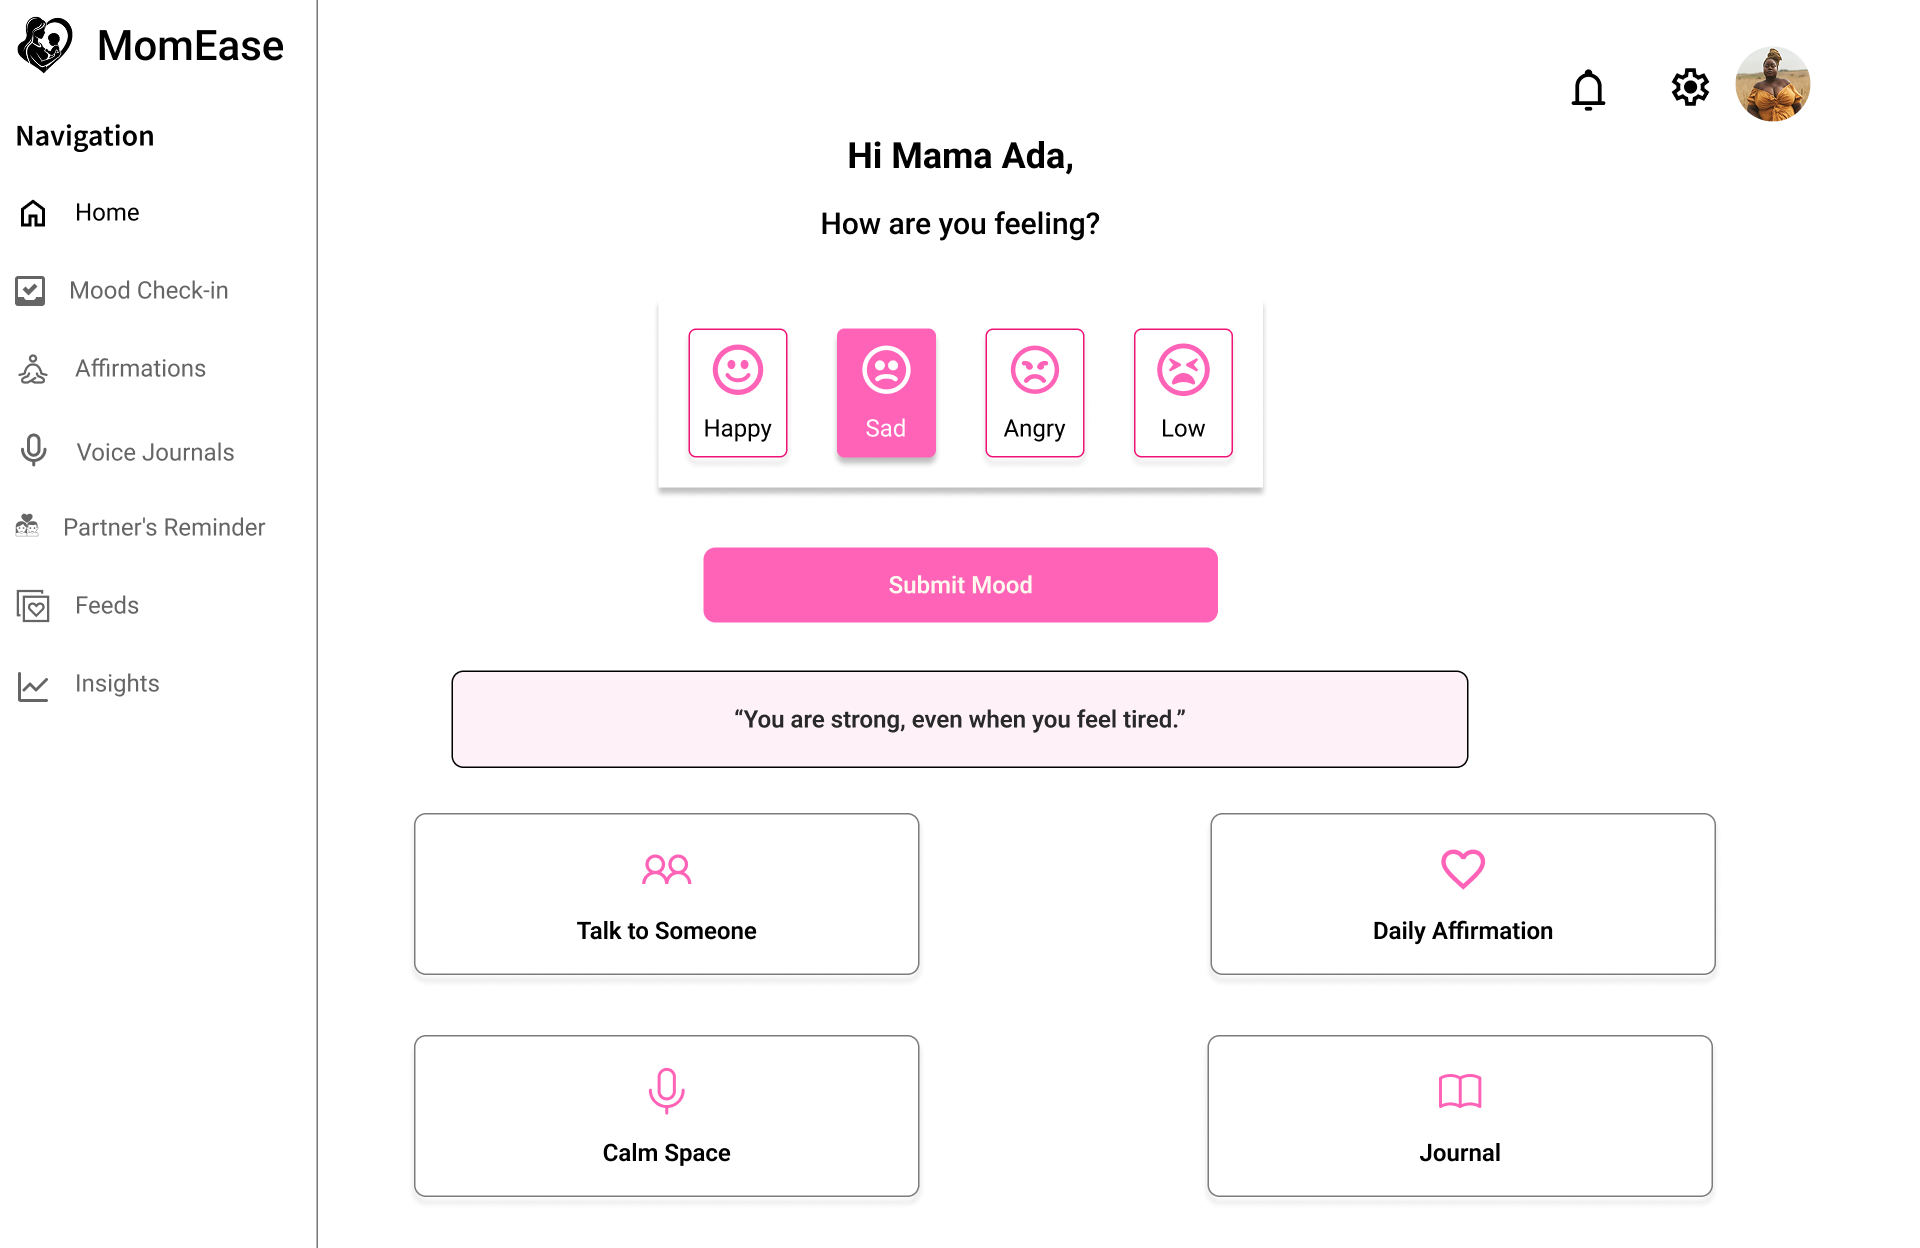 MomEase
Navigation
Home
Mood Check-in
Affirmations
Voice Journals
Partner's Reminder
Feeds
Insights
Hi Mama Ada,
How are you feeling?
Happy
Sad
Angry
Low
Submit Mood
“You are strong, even when you feel tired.”
Talk to Someone
Daily Affirmation
Calm Space
Journal